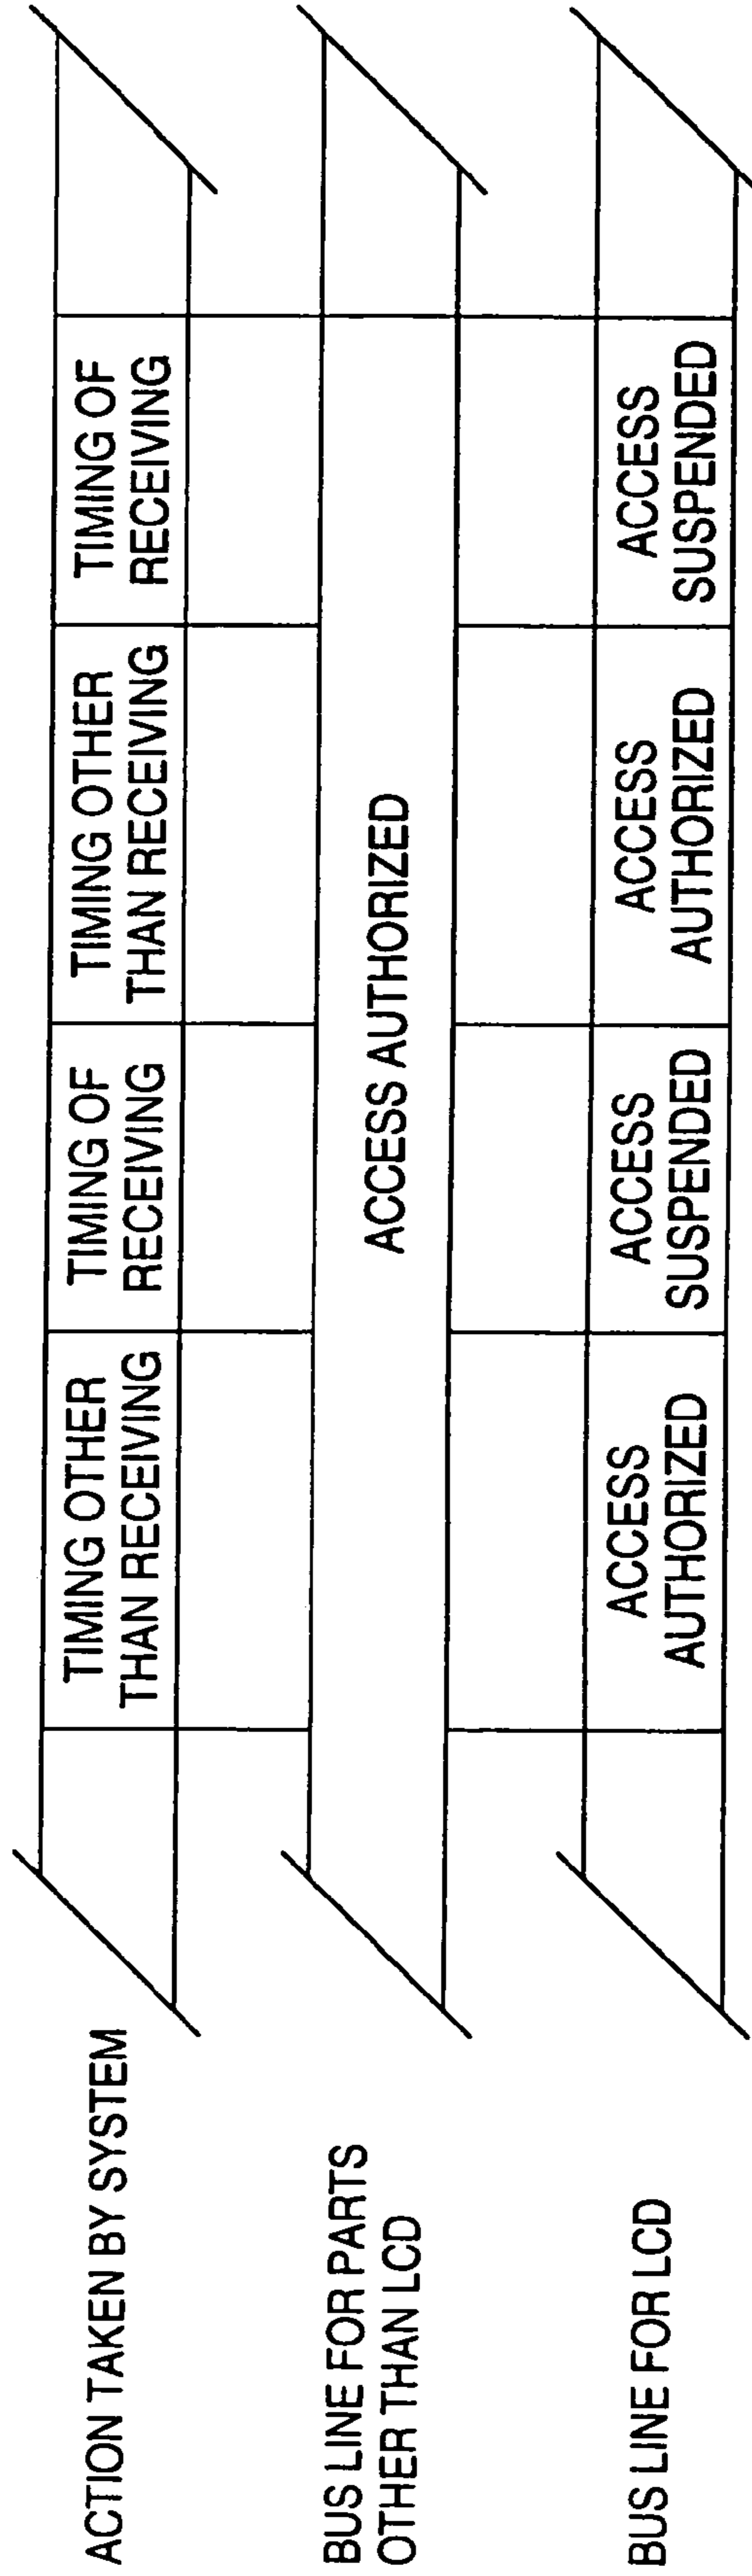 ACTION TAKEN BY SYSTEM
TIMING OTHER
THAN RECEIVING
TIMING OF
RECEIVING
TIMING OTHER
THAN RECEIVING
TIMING OF
RECEIVING
BUS LINE FOR PARTS
OTHER THAN LCD
ACCESS AUTHORIZED
BUS LINE FOR LCD
ACCESS
AUTHORIZED
ACCESS
SUSPENDED
ACCESS
AUTHORIZED
ACCESS
SUSPENDED